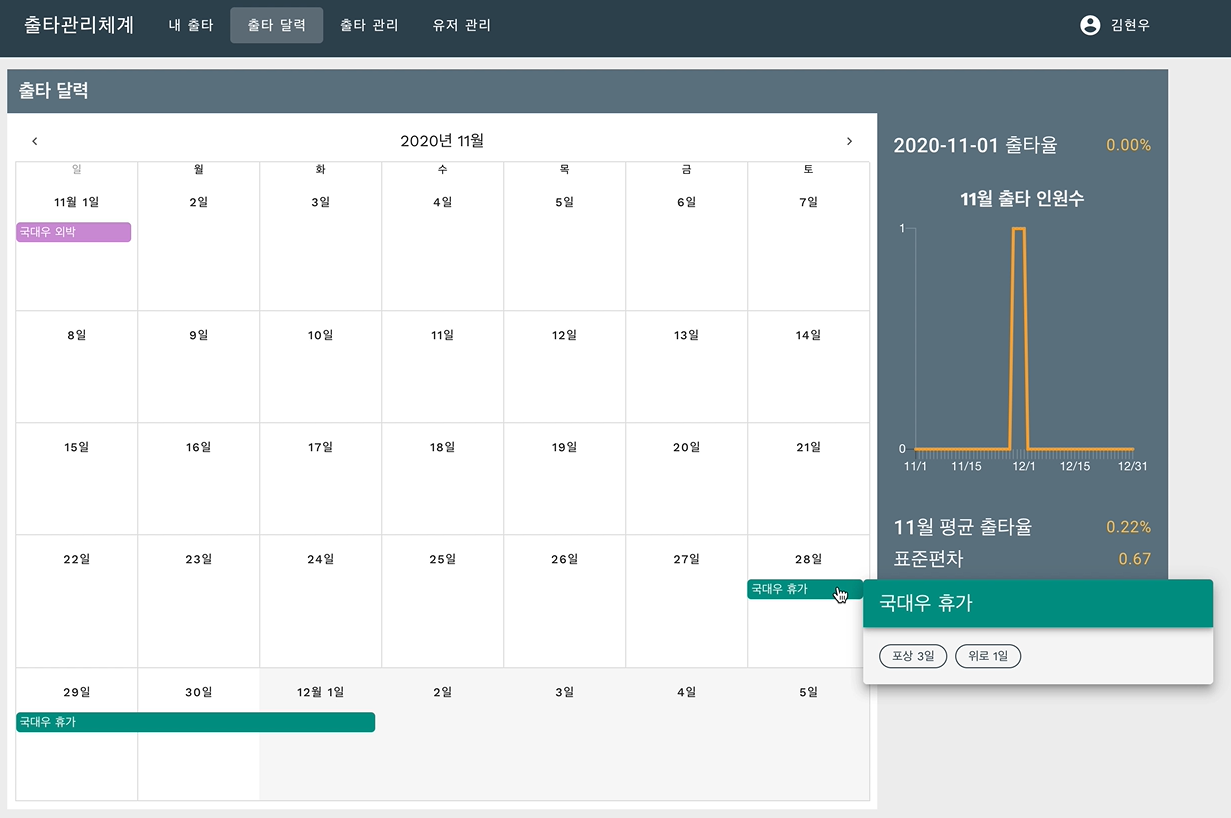 출타관리체계 내 출타 출타 달력 출타 관리 유저 관리 김현우
출타 달력
2020년 11월
일 월 화 수 목 금 토
11월 1일 2일 3일 4일 5일 6일 7일
국대우 외박
8일 9일 10일 11일 12일 13일 14일
15일 16일 17일 18일 19일 20일 21일
22일 23일 24일 25일 26일 27일 28일
국대우 휴가
29일 30일 12월 1일 2일 3일 4일 5일
국대우 휴가
2020-11-01 출타율 0.00%
11월 출타 인원수
1
0
11/1 11/15 12/1 12/15 12/31
11월 평균 출타율 0.22%
표준편차 0.67
국대우 휴가
포상 3일 위로 1일